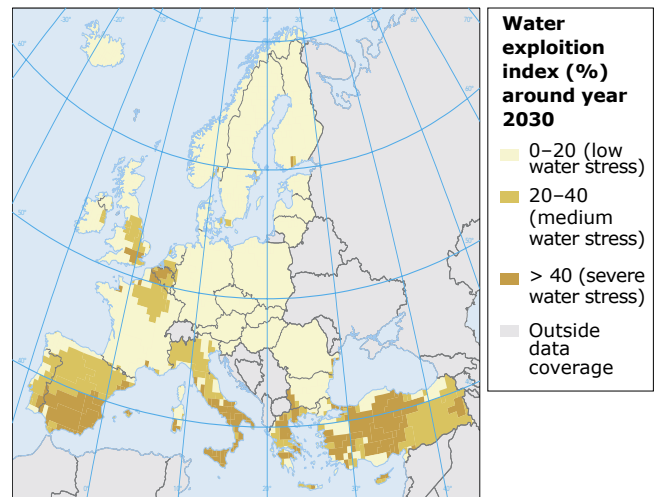 Water
exploition
index (%)
around year
2030
0–20 (low
water stress)
20–40
(medium
water stress)
> 40 (severe
water stress)
Outside
data
coverage